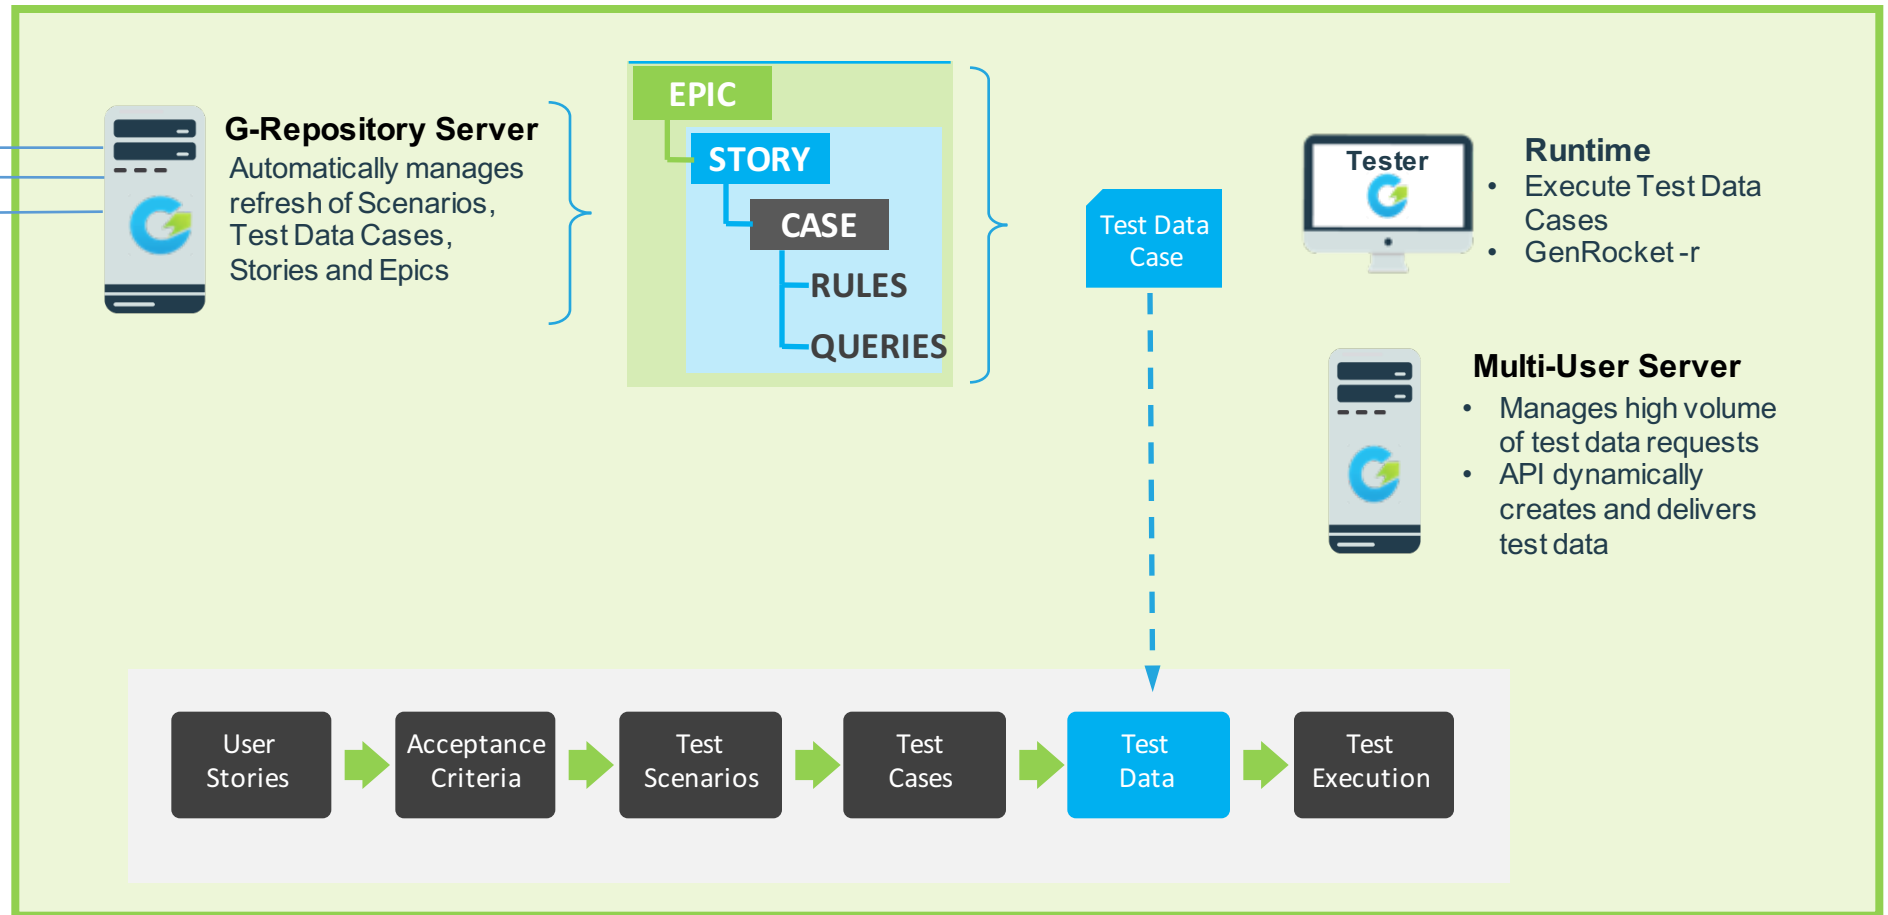 G-Repository Server
Automatically manages
refresh of Scenarios,
Test Data Cases,
Stories and Epics
EPIC
STORY
CASE
RULES
QUERIES
Test Data
Case
Tester
Runtime
• Execute Test Data
Cases
• GenRocket -r
Multi-User Server
• Manages high volume
of test data requests
• API dynamically
creates and delivers
test data
User
Stories
Acceptance
Criteria
Test
Scenarios
Test
Cases
Test
Data
Test
Execution